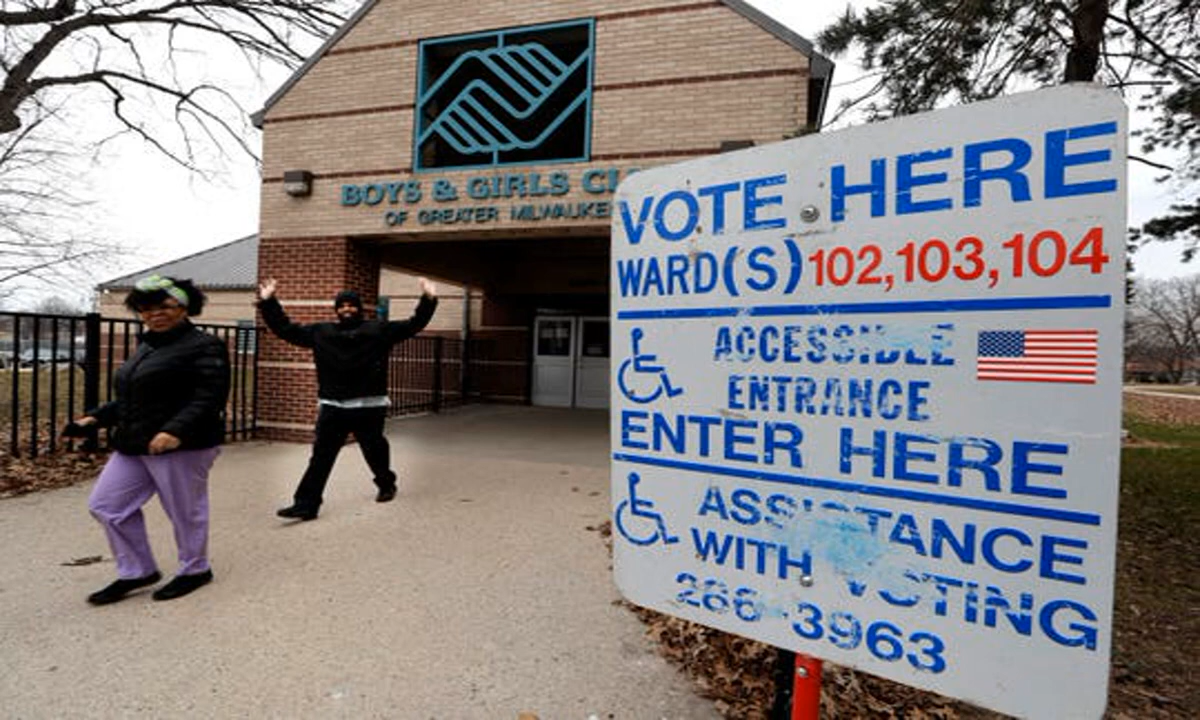 BOYS & GIRLS CL
OF GREATER MILWAUKEE
VOTE HERE
WARD(S) 102,103,104
ACCESSIBLE
ENTRANCE
ENTER HERE
ASSISTANCE
WITH VOTING
286-3963